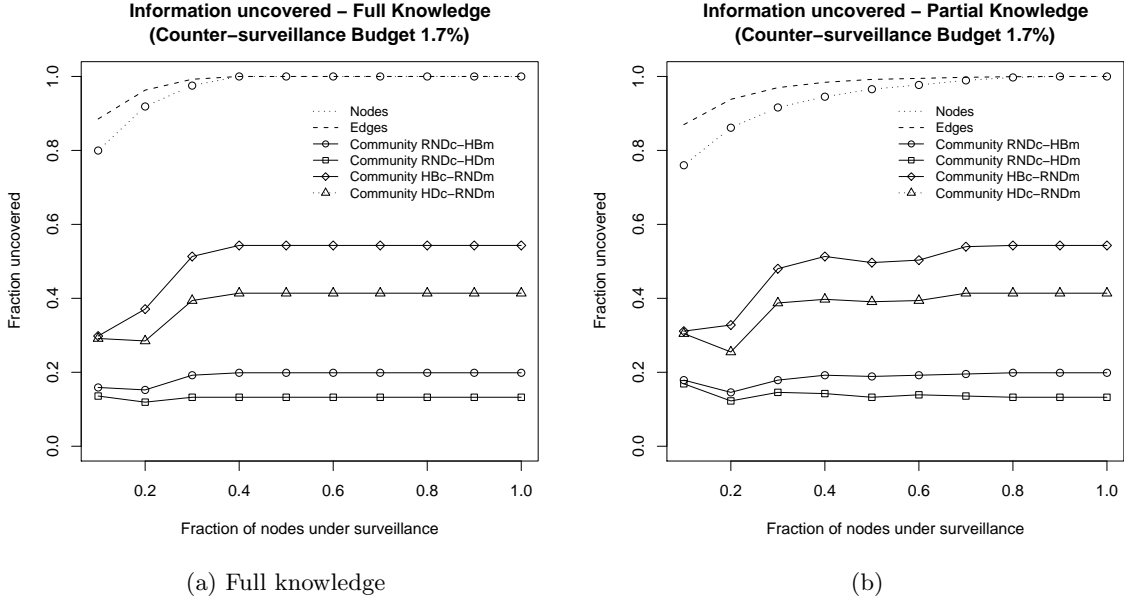 Information uncovered − Full Knowledge
(Counter−surveillance Budget 1.7%)
Fraction uncovered
1.0
0.8
0.6
0.4
0.2
0.0
Nodes
Edges
Community RNDc−HBm
Community RNDc−HDm
Community HBc−RNDm
Community HDc−RNDm
0.2 0.4 0.6 0.8 1.0
Fraction of nodes under surveillance
(a) Full knowledge
Information uncovered − Partial Knowledge
(Counter−surveillance Budget 1.7%)
Fraction uncovered
1.0
0.8
0.6
0.4
0.2
0.0
Nodes
Edges
Community RNDc−HBm
Community RNDc−HDm
Community HBc−RNDm
Community HDc−RNDm
0.2 0.4 0.6 0.8 1.0
Fraction of nodes under surveillance
(b)